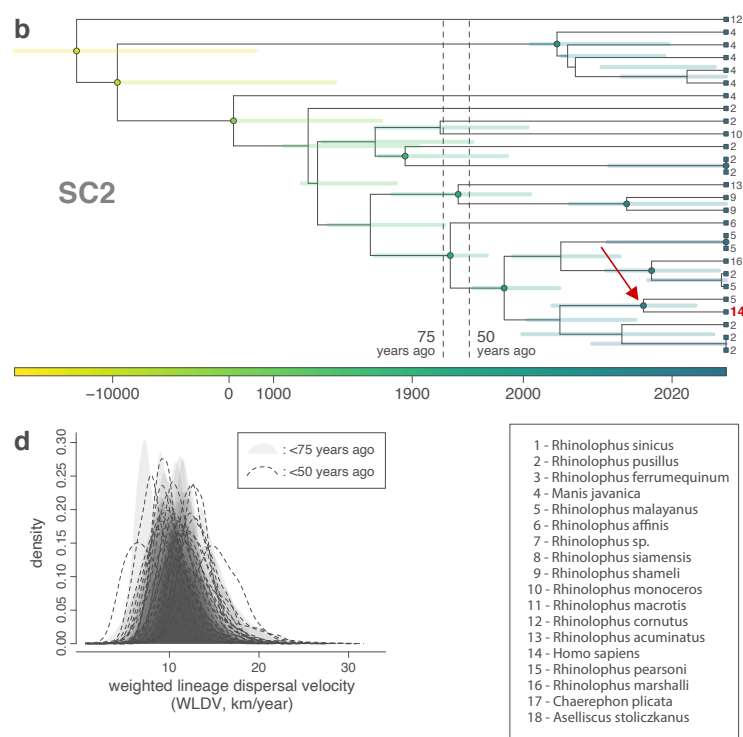 b
12
4
4
4
4
4
4
2
2
10
2
2
2
13
9
9
6
5
5
16
2
5
5
14
2
2
2
SC2
75
years ago
50
years ago
−10000
0
1000
1900
2000
2020
d
: <75 years ago
: <50 years ago
density
0.30
0.25
0.20
0.15
0.10
0.05
0.00
10
20
30
weighted lineage dispersal velocity
(WLDV, km/year)
1 - Rhinolophus sinicus
2 - Rhinolophus pusillus
3 - Rhinolophus ferrumequinum
4 - Manis javanica
5 - Rhinolophus malayanus
6 - Rhinolophus affinis
7 - Rhinolophus sp.
8 - Rhinolophus siamensis
9 - Rhinolophus shameli
10 - Rhinolophus monoceros
11 - Rhinolophus macrotis
12 - Rhinolophus cornutus
13 - Rhinolophus acuminatus
14 - Homo sapiens
15 - Rhinolophus pearsoni
16 - Rhinolophus marshalli
17 - Chaerephon plicata
18 - Aselliscus stoliczkanus